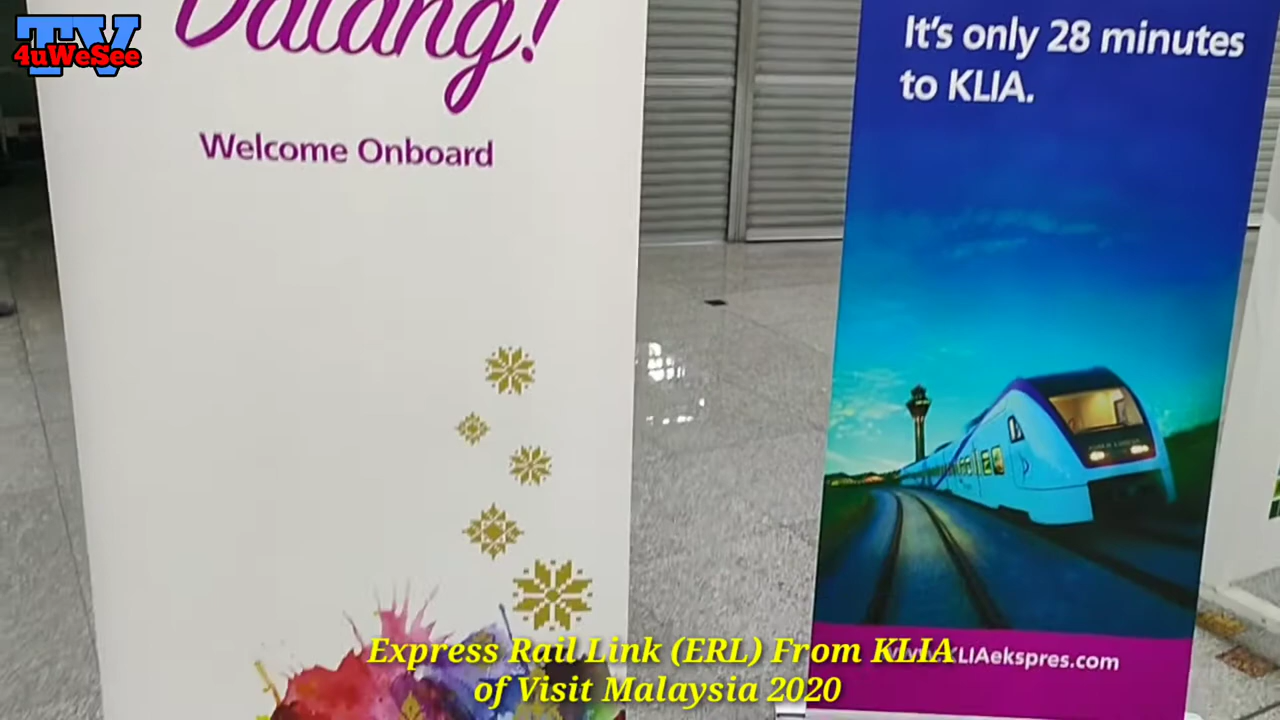 TV
4uWeSee
Datang!
Welcome Onboard
It's only 28 minutes
to KLIA.
www.KLIAekspres.com
Express Rail Link (ERL) From KLIA
of Visit Malaysia 2020